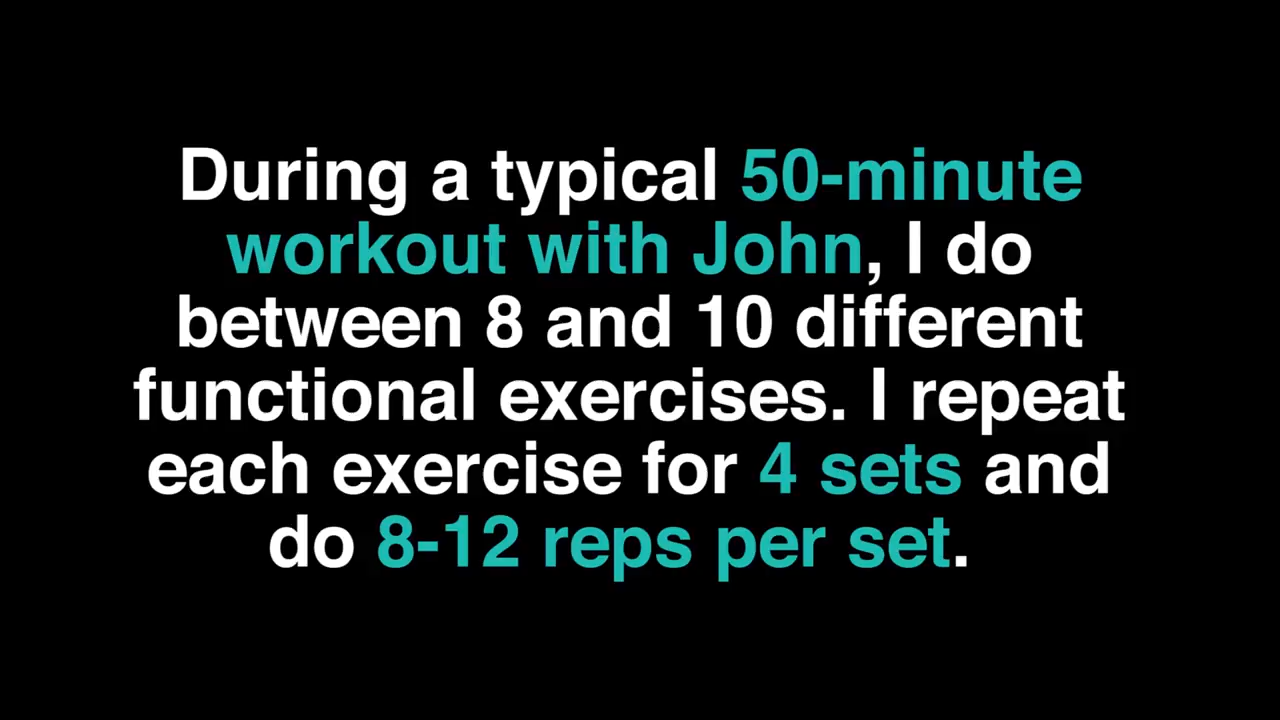 During a typical 50-minute
workout with John, I do
between 8 and 10 different
functional exercises. I repeat
each exercise for 4 sets and
do 8-12 reps per set.